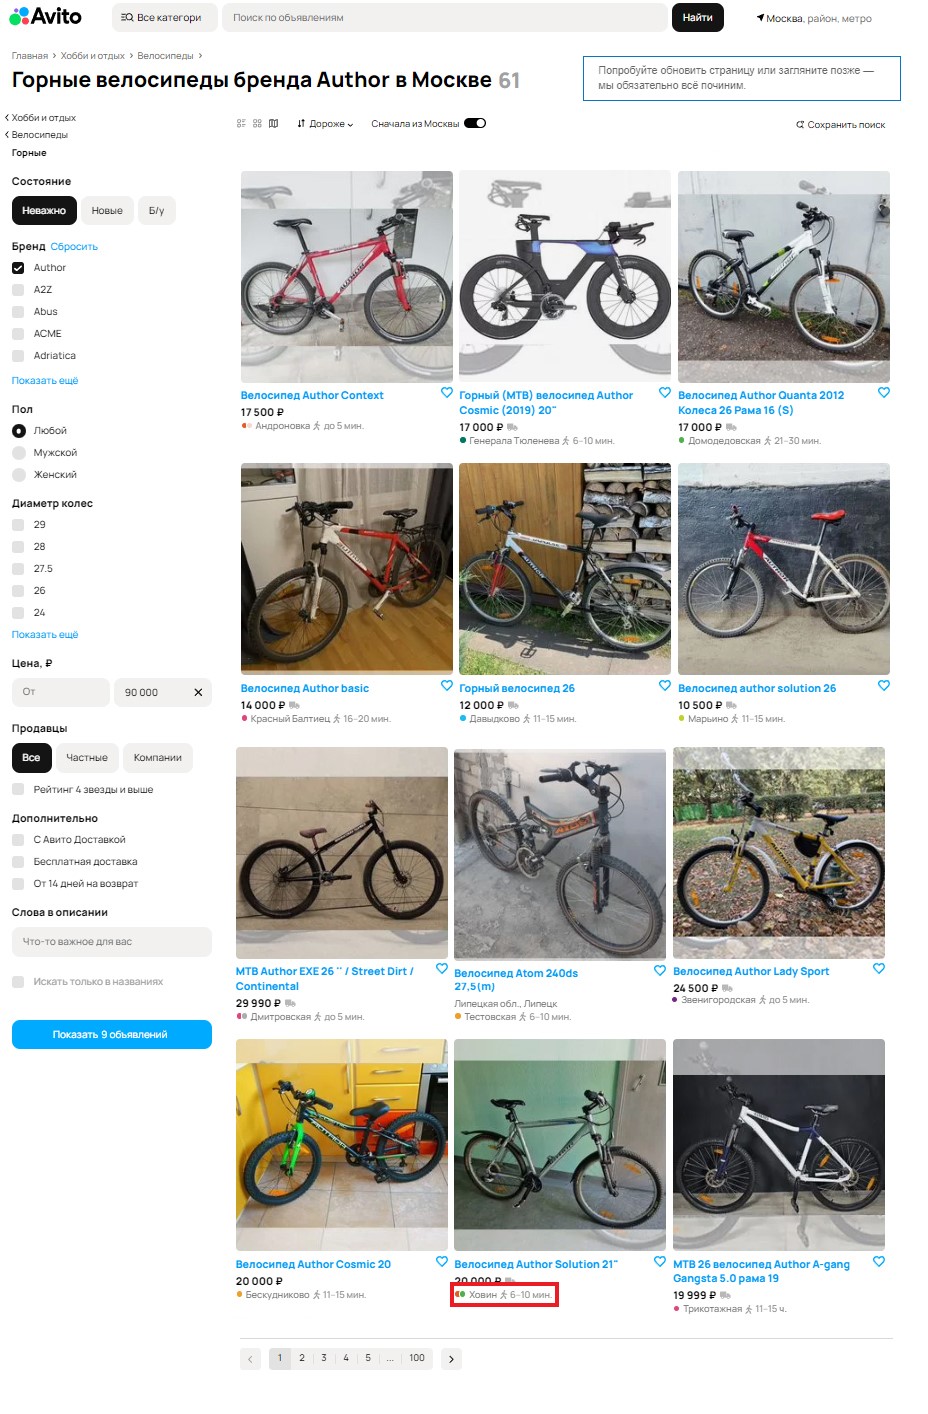 Avito
Все категори
Поиск по объявлениям
Найти
Москва, район, метро
Главная > Хобби и отдых > Велосипеды >
Горные велосипеды бренда Author в Москве 61
Попробуйте обновить страницу или загляните позже —
мы обязательно всё починим.
Хобби и отдых
Велосипеды
Горные
Дороже
Сначала из Москвы
Сохранить поиск
Состояние
Неважно
Новые
Б/у
Бренд Сбросить
Author
A2Z
Abus
ACME
Adriatica
Показать ещё
Пол
Любой
Мужской
Женский
Диаметр колес
29
28
27.5
26
24
Показать ещё
Цена, ₽
От
90 000
Продавцы
Все
Частные
Компании
Рейтинг 4 звезды и выше
Дополнительно
С Авито Доставкой
Бесплатная доставка
От 14 дней на возврат
Слова в описании
Что-то важное для вас
Искать только в названиях
Показать 9 объявлений
Велосипед Author Context
17 500 ₽
Андроновка до 5 мин.
Горный (MTB) велосипед Author
Cosmic (2019) 20"
17 000 ₽
Генерала Тюленева 6–10 мин.
Велосипед Author Quanta 2012
Колеса 26 Рама 16 (S)
17 000 ₽
Домодедовская 21–30 мин.
Велосипед Author basic
14 000 ₽
Красный Балтиец 16–20 мин.
Горный велосипед 26
12 000 ₽
Давыдково 11–15 мин.
Велосипед author solution 26
10 500 ₽
Марьино 11–15 мин.
MTB Author EXE 26 '' / Street Dirt /
Continental
29 990 ₽
Дмитровская до 5 мин.
Велосипед Atom 240ds
27,5(m)
Липецкая обл., Липецк
Тестовская 6–10 мин.
Велосипед Author Lady Sport
24 500 ₽
Звенигородская до 5 мин.
Велосипед Author Cosmic 20
20 000 ₽
Бескудниково 11–15 мин.
Велосипед Author Solution 21"
20 000 ₽
Ховин 6–10 мин.
MTB 26 велосипед Author A-gang
Gangsta 5.0 рама 19
19 999 ₽
Трикотажная 11–15 ч.
1 2 3 4 5 ... 100